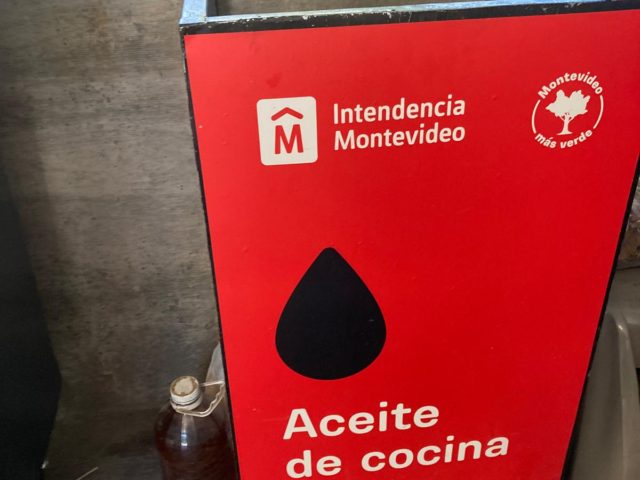 M
Intendencia
Montevideo
Montevideo
más verde
Aceite
de cocina